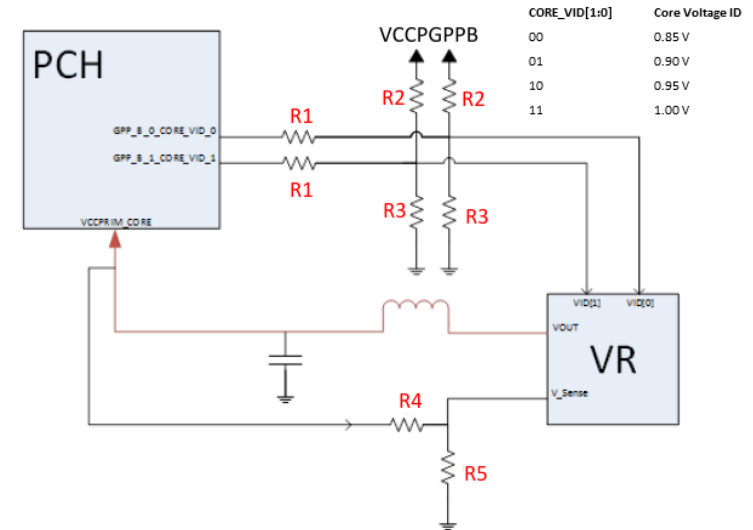 CORE_VID[1:0] Core Voltage ID
00 0.85 V
01 0.90 V
10 0.95 V
11 1.00 V
VCCPGPPB
PCH
R2 R2
R1
GPP_B_0_CORE_VID_0
GPP_B_1_CORE_VID_1
R1
R3 R3
VCCPRIM_CORE
VID[1] VID[0]
VOUT
VR
V_Sense
R4
R5